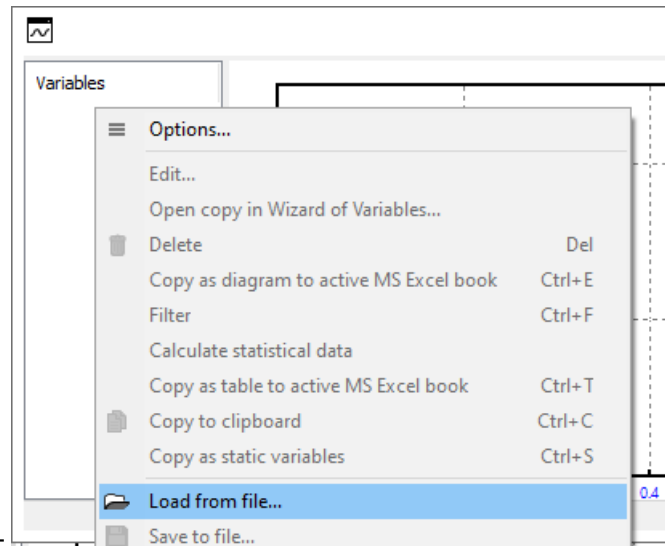 Variables
Options...
Edit...
Open copy in Wizard of Variables...
Delete Del
Copy as diagram to active MS Excel book Ctrl+E
Filter Ctrl+F
Calculate statistical data
Copy as table to active MS Excel book Ctrl+T
Copy to clipboard Ctrl+C
Copy as static variables Ctrl+S
Load from file...
0.4
Save to file...